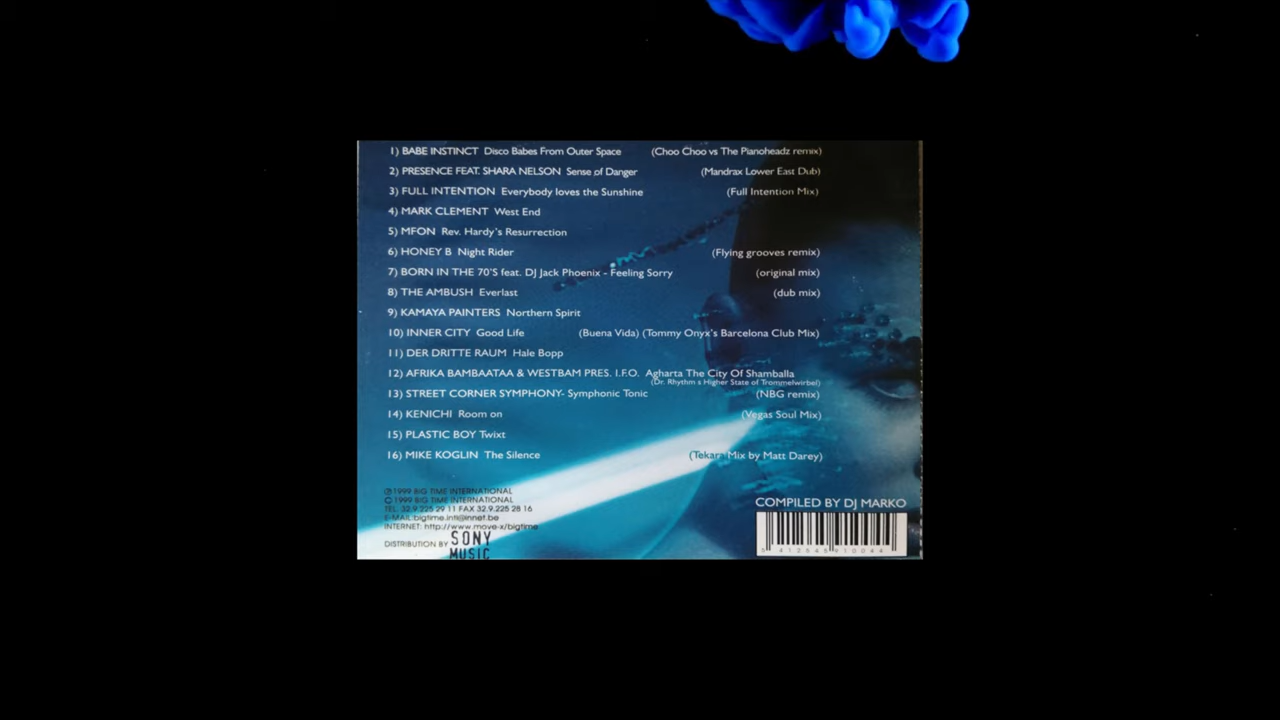 1) BABE INSTINCT Disco Babes From Outer Space (Choo Choo vs The Pianoheadz remix)
2) PRESENCE FEAT. SHARA NELSON Sense of Danger (Mandrax Lower East Dub)
3) FULL INTENTION Everybody loves the Sunshine (Full Intention Mix)
4) MARK CLEMENT West End
5) MFON Rev. Hardy's Resurrection
6) HONEY B Night Rider (Flying grooves remix)
7) BORN IN THE 70'S feat. DJ Jack Phoenix - Feeling Sorry (original mix)
8) THE AMBUSH Everlast (dub mix)
9) KAMAYA PAINTERS Northern Spirit
10) INNER CITY Good Life (Buena Vida) (Tommy Onyx's Barcelona Club Mix)
11) DER DRITTE RAUM Hale Bopp
12) AFRIKA BAMBAATAA & WESTBAM PRES. I.F.O. Agharta The City Of Shamballa
(Dr. Rhythm s Higher State of Trommelwirbel)
13) STREET CORNER SYMPHONY- Symphonic Tonic (NBG remix)
14) KENICHI Room on (Vegas Soul Mix)
15) PLASTIC BOY Twixt
16) MIKE KOGLIN The Silence (Tekara Mix by Matt Darey)
℗1999 BIG TIME INTERNATIONAL
©1999 BIG TIME INTERNATIONAL
TEL. 32.9.225 29 11 FAX 32.9.225 28 16
E-MAIL:bigtime.inti@innet.be
INTERNET: http://www.move-x/bigtime
DISTRIBUTION BY SONY MUSIC
COMPILED BY DJ MARKO